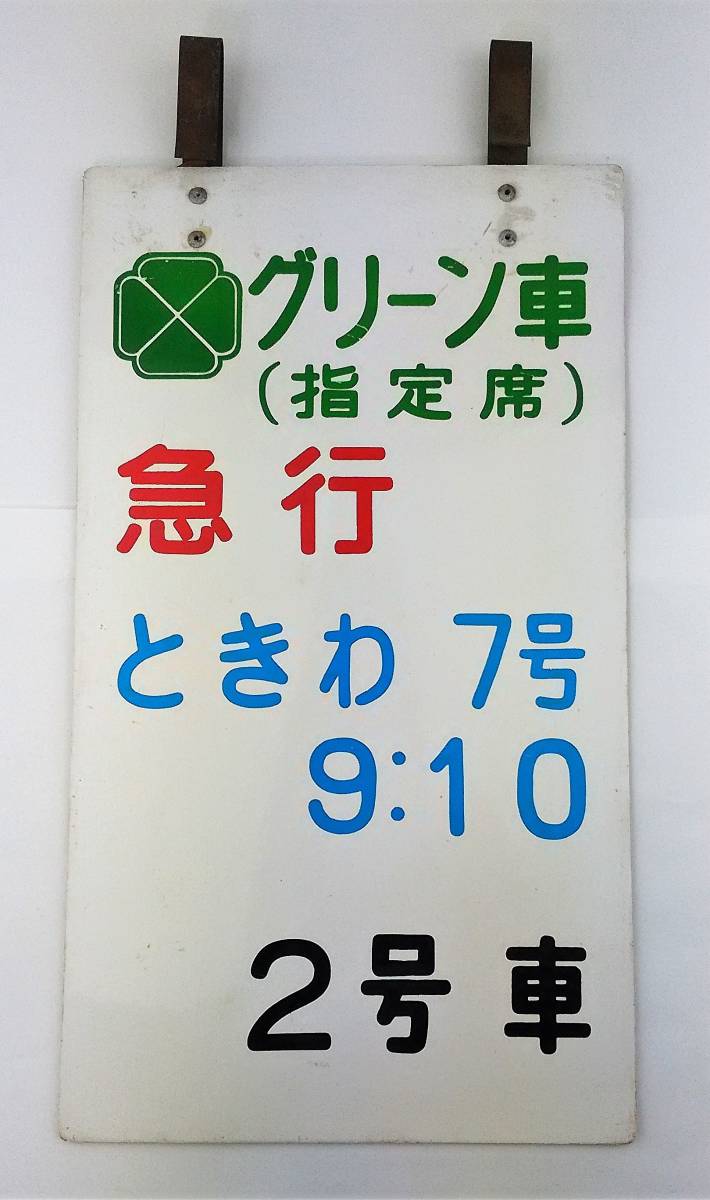 グリーン車
(指定席)
急行
ときわ 7号
9:10
2号車